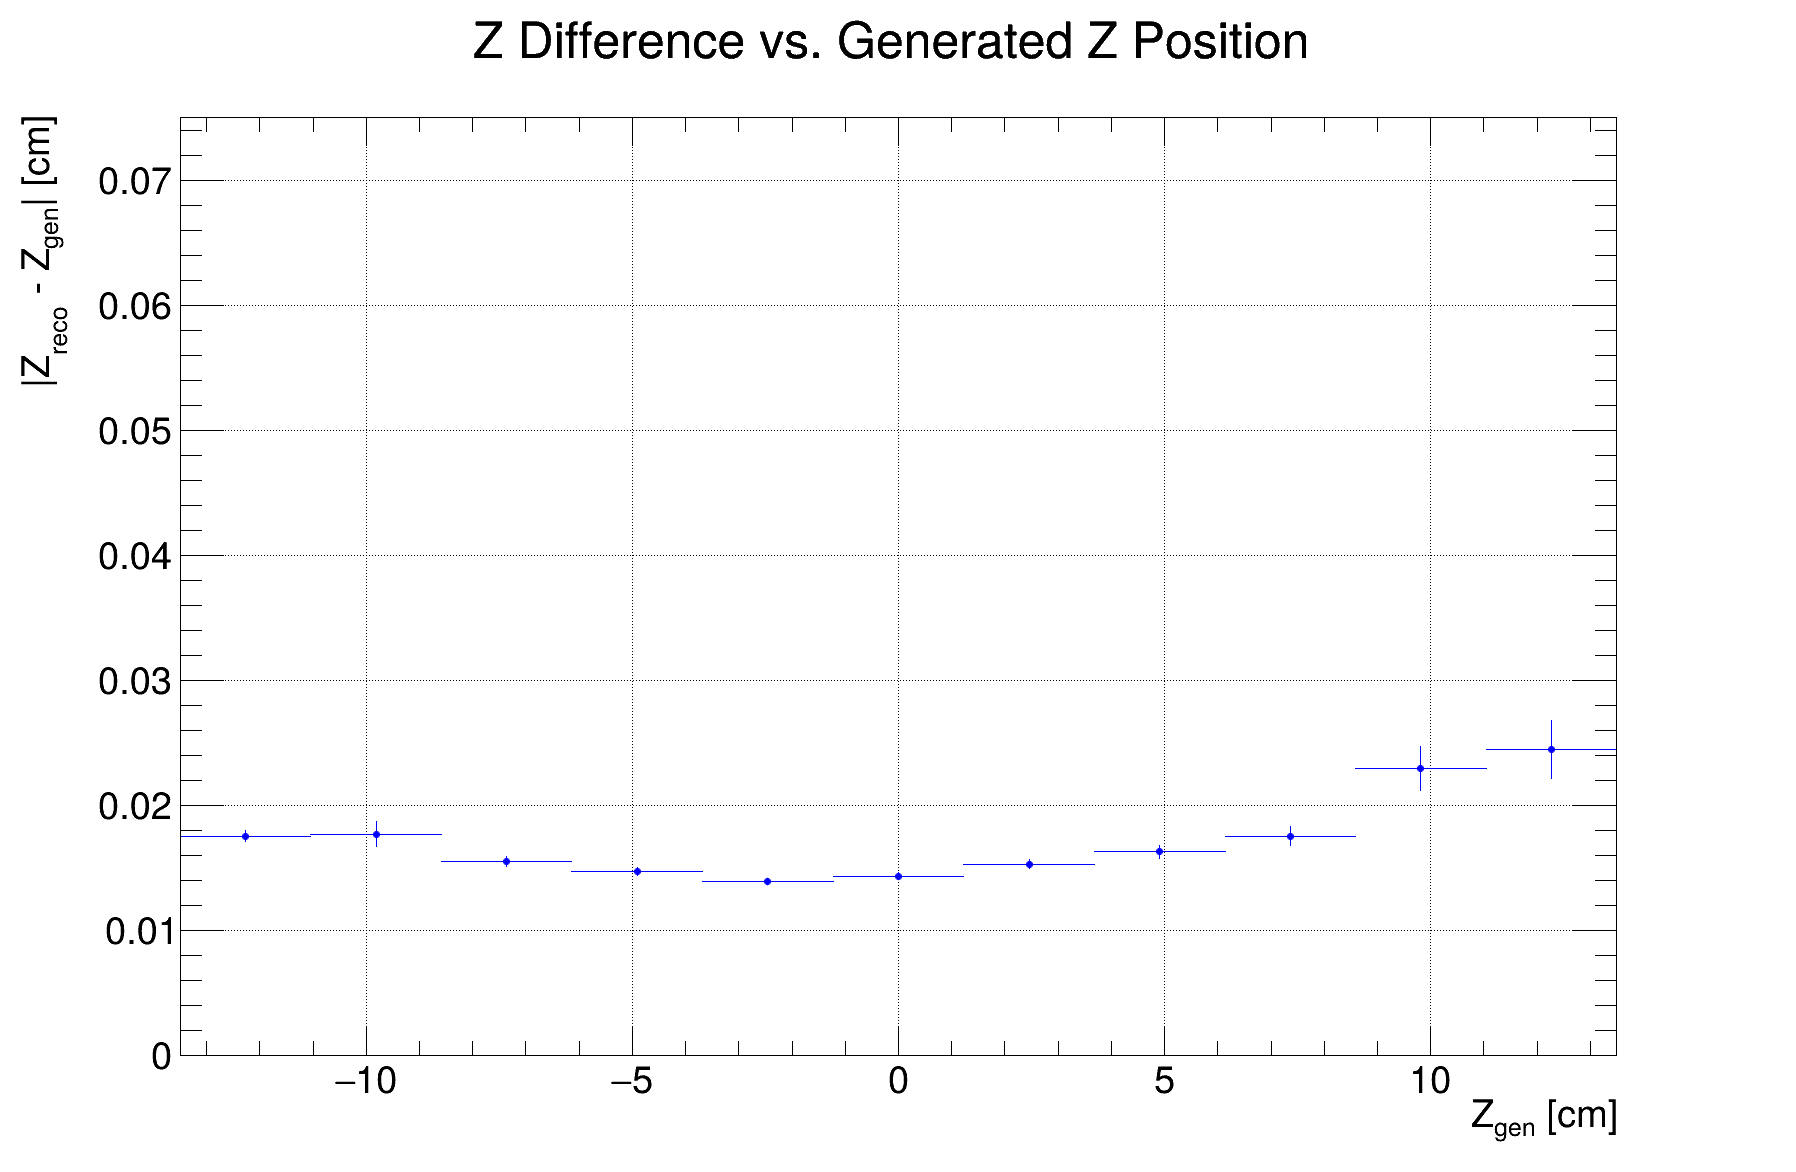 Z Difference vs. Generated Z Position
|Z_reco - Z_gen| [cm]
0.07
0.06
0.05
0.04
0.03
0.02
0.01
0
−10 −5 0 5 10
Z_gen [cm]